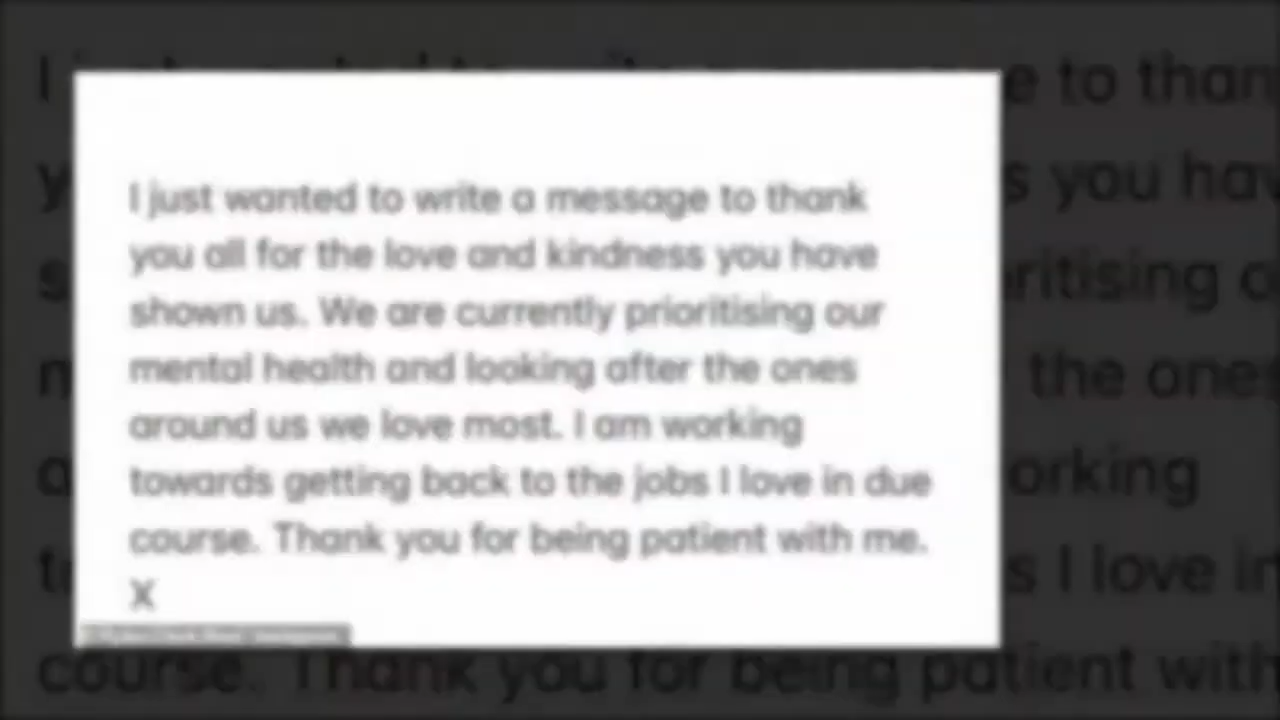 I just wanted to write a message to thank
you all for the love and kindness you have
shown us. We are currently prioritising our
mental health and looking after the ones
around us we love most. I am working
towards getting back to the jobs I love in due
course. Thank you for being patient with me.
X